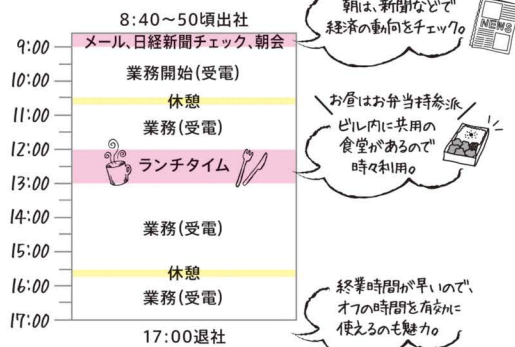 8:40～50頃出社
朝は、新聞などで
経済の動向をチェック。
NEWS
9:00
メール、日経新聞チェック、朝会
10:00
業務開始(受電)
休憩
11:00
業務(受電)
お昼はお弁当持参派
ビル内に共用の
食堂があるので
時々利用。
12:00
ランチタイム
13:00
14:00
業務(受電)
15:00
休憩
16:00
業務(受電)
終業時間が早いので、
オフの時間を有効に
使えるのも魅力。
17:00
17:00退社